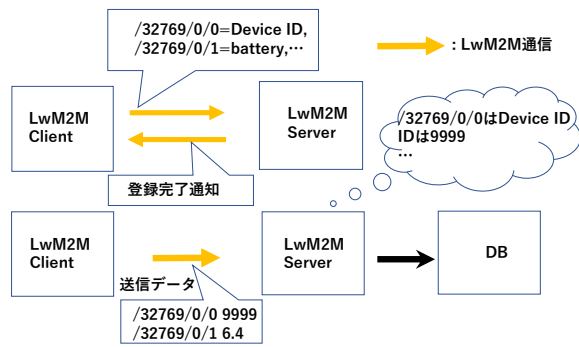 /32769/0/0=Device ID,
/32769/0/1=battery,…
: LwM2M通信
LwM2M
Client
LwM2M
Server
/32769/0/0はDevice ID
IDは9999
…
登録完了通知
LwM2M
Client
LwM2M
Server
DB
送信データ
/32769/0/0 9999
/32769/0/1 6.4